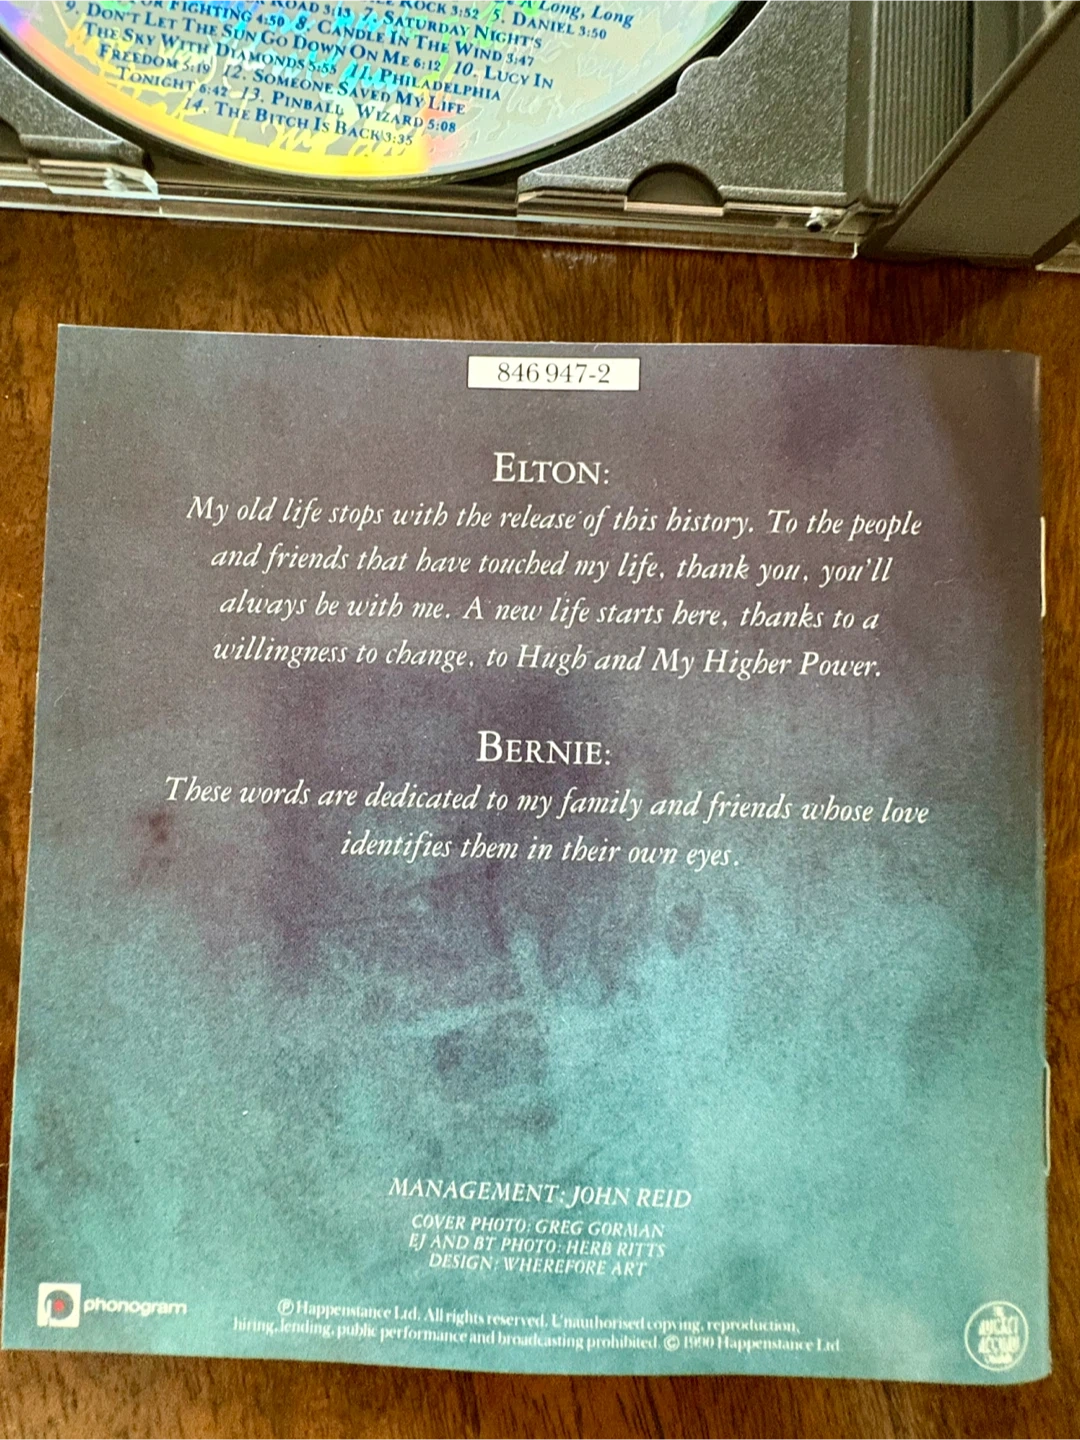 Long, Long
ROAD 3:13 ROCK 3:52 5. DANIEL 3:50
FIGHTING 4:50 7. SATURDAY NIGHT'S
8. CANDLE IN THE WIND 3:47
9. DON'T LET THE SUN GO DOWN ON ME 6:12 10. LUCY IN
THE SKY WITH DIAMONDS 5:55 11. PHILADELPHIA
FREEDOM 5:19 12. SOMEONE SAVED MY LIFE
TONIGHT 6:42 13. PINBALL WIZARD 5:08
14. THE BITCH IS BACK 3:35
846 947-2
ELTON:
My old life stops with the release of this history. To the people
and friends that have touched my life, thank you, you'll
always be with me. A new life starts here, thanks to a
willingness to change, to Hugh and My Higher Power.
BERNIE:
These words are dedicated to my family and friends whose love
identifies them in their own eyes.
MANAGEMENT: JOHN REID
COVER PHOTO: GREG GORMAN
EJ AND BT PHOTO: HERB RITTS
DESIGN: WHEREFORE ART
phonogram
℗ Happenstance Ltd. All rights reserved. Unauthorised copying, reproduction,
hiring, lending, public performance and broadcasting prohibited. © 1990 Happenstance Ltd.